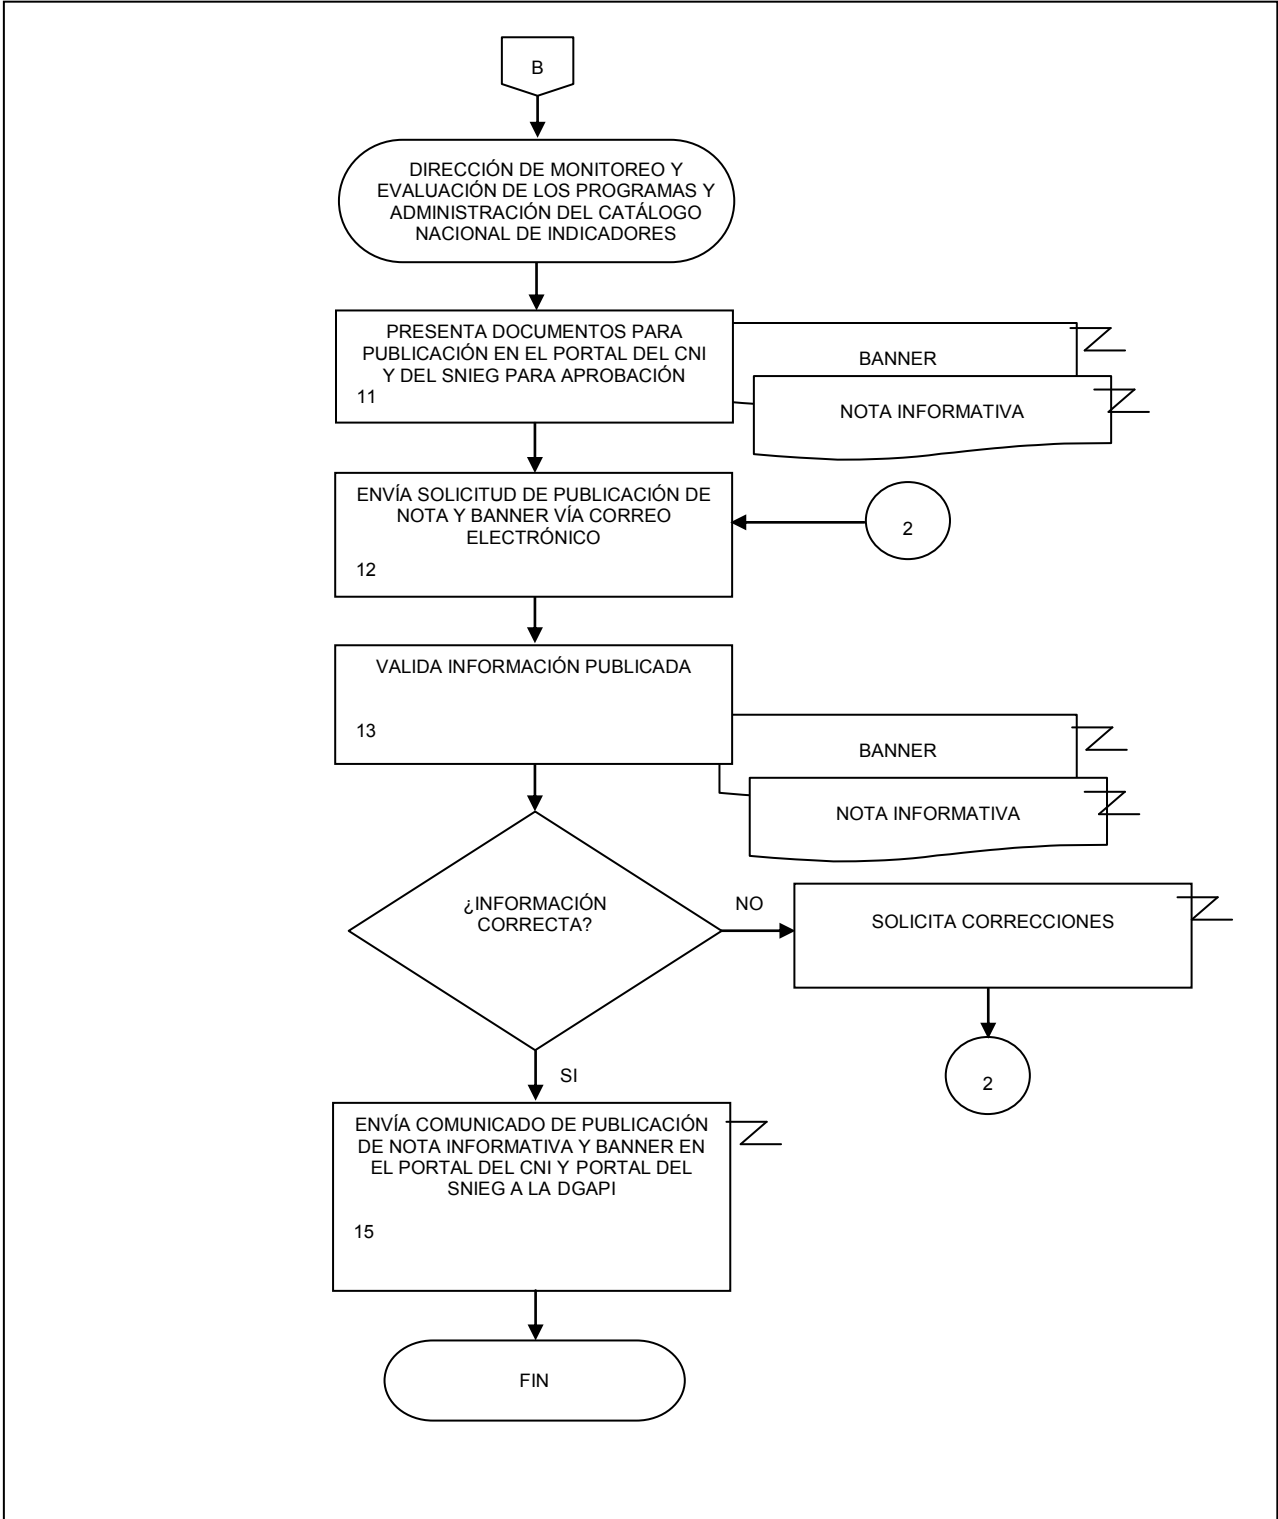 B
DIRECCIÓN DE MONITOREO Y
EVALUACIÓN DE LOS PROGRAMAS Y
ADMINISTRACIÓN DEL CATÁLOGO
NACIONAL DE INDICADORES
PRESENTA DOCUMENTOS PARA
PUBLICACIÓN EN EL PORTAL DEL CNI
Y DEL SNIEG PARA APROBACIÓN
11
BANNER
NOTA INFORMATIVA
ENVÍA SOLICITUD DE PUBLICACIÓN DE
NOTA Y BANNER VÍA CORREO
ELECTRÓNICO
12
2
VALIDA INFORMACIÓN PUBLICADA
13
BANNER
NOTA INFORMATIVA
¿INFORMACIÓN
CORRECTA?
NO
SOLICITA CORRECCIONES
2
SI
ENVÍA COMUNICADO DE PUBLICACIÓN
DE NOTA INFORMATIVA Y BANNER EN
EL PORTAL DEL CNI Y PORTAL DEL
SNIEG A LA DGAPI
15
FIN